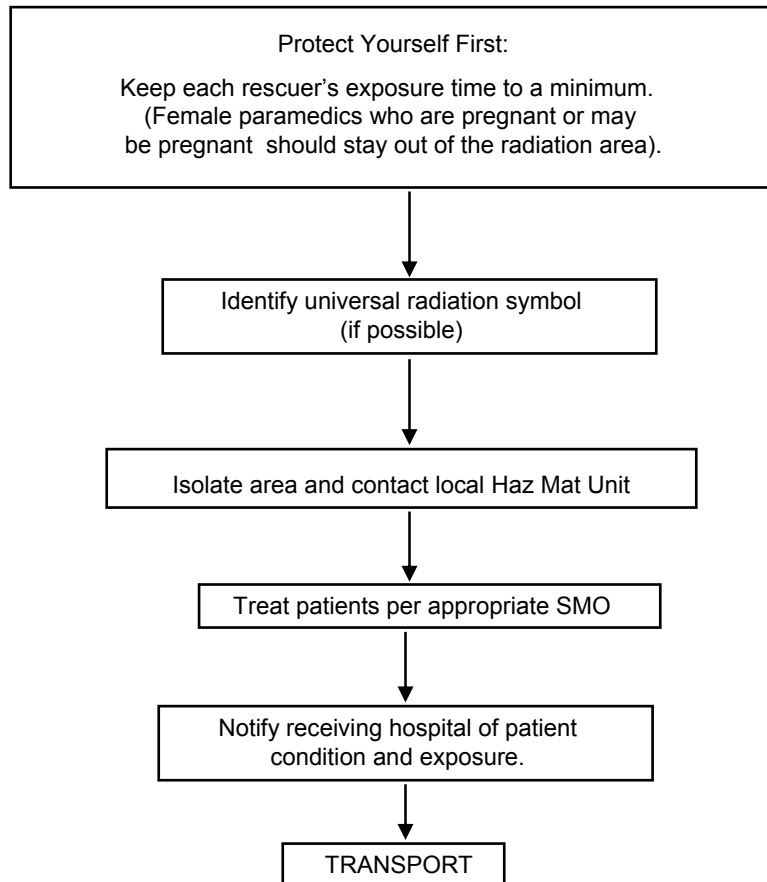 Protect Yourself First:
Keep each rescuer’s exposure time to a minimum.
(Female paramedics who are pregnant or may
be pregnant should stay out of the radiation area).
Identify universal radiation symbol
(if possible)
Isolate area and contact local Haz Mat Unit
Treat patients per appropriate SMO
Notify receiving hospital of patient
condition and exposure.
TRANSPORT